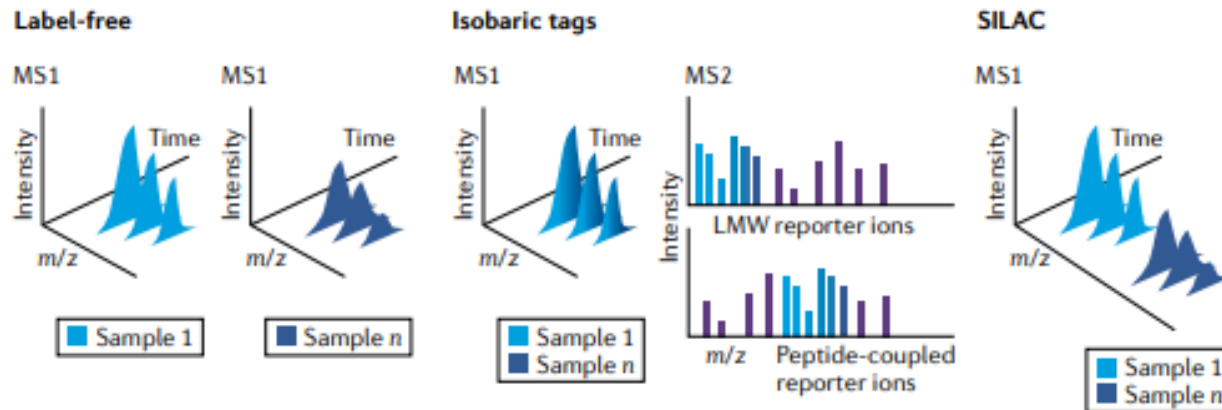 Label-free
Isobaric tags
SILAC
MS1
MS1
MS1
MS2
MS1
Intensity
Time
m/z
Intensity
Time
m/z
Intensity
Time
m/z
Intensity
LMW reporter ions
m/z
Peptide-coupled
reporter ions
Intensity
Time
m/z
Sample 1
Sample n
Sample 1
Sample n
Sample 1
Sample n